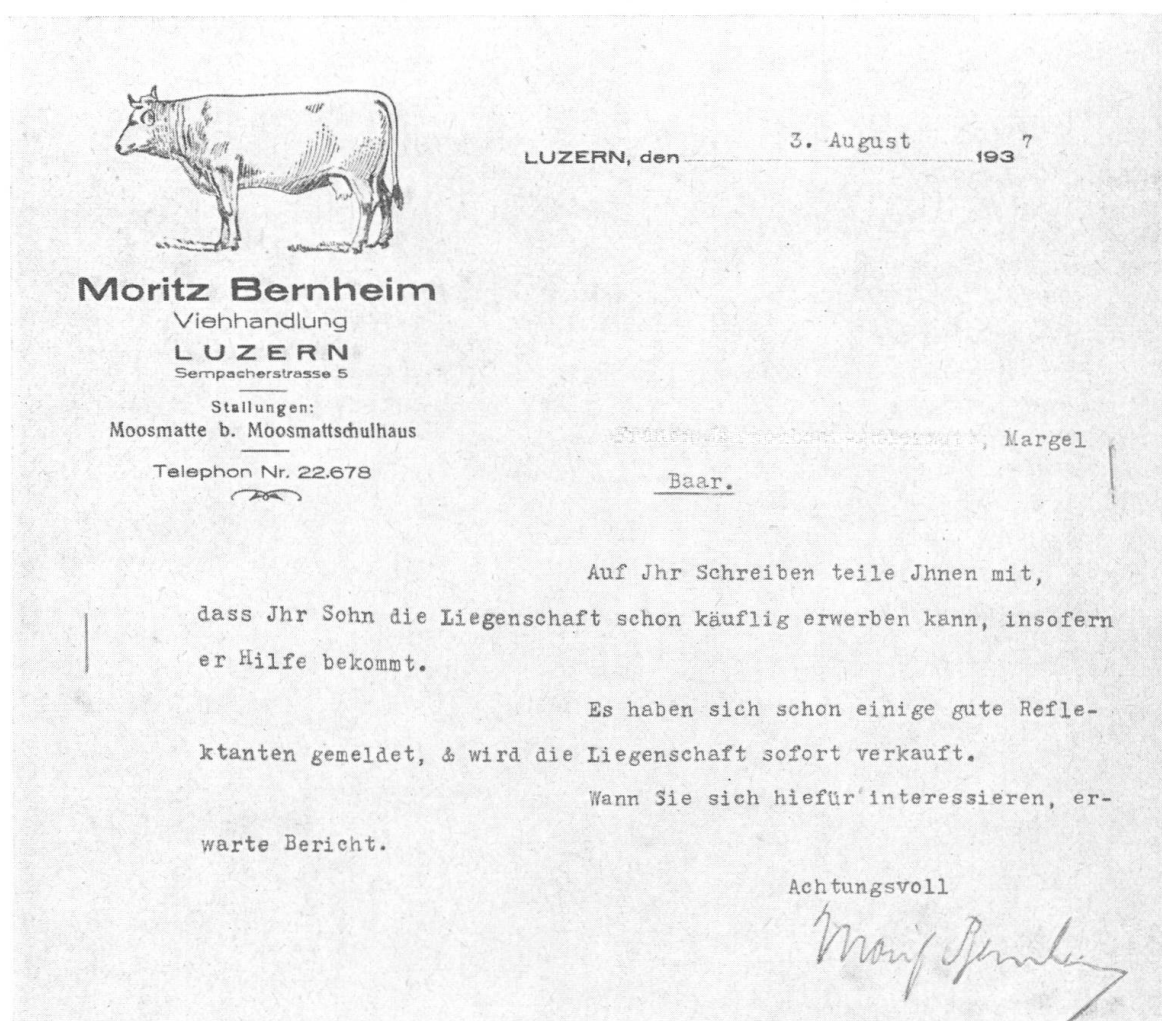 LUZERN, den 3. August 1937
Moritz Bernheim
Viehhandlung
LUZERN
Sempacherstrasse 5
Stallungen:
Moosmatte b. Moosmattschulhaus
Telephon Nr. 22.678
, Margel
Baar.
Auf Jhr Schreiben teile Jhnen mit,
dass Jhr Sohn die Liegenschaft schon käuflig erwerben kann, insofern
er Hilfe bekommt.
Es haben sich schon einige gute Refle-
ktanten gemeldet, & wird die Liegenschaft sofort verkauft.
Wann Sie sich hiefür interessieren, er-
warte Bericht.
Achtungsvoll
Moritz Bernheim